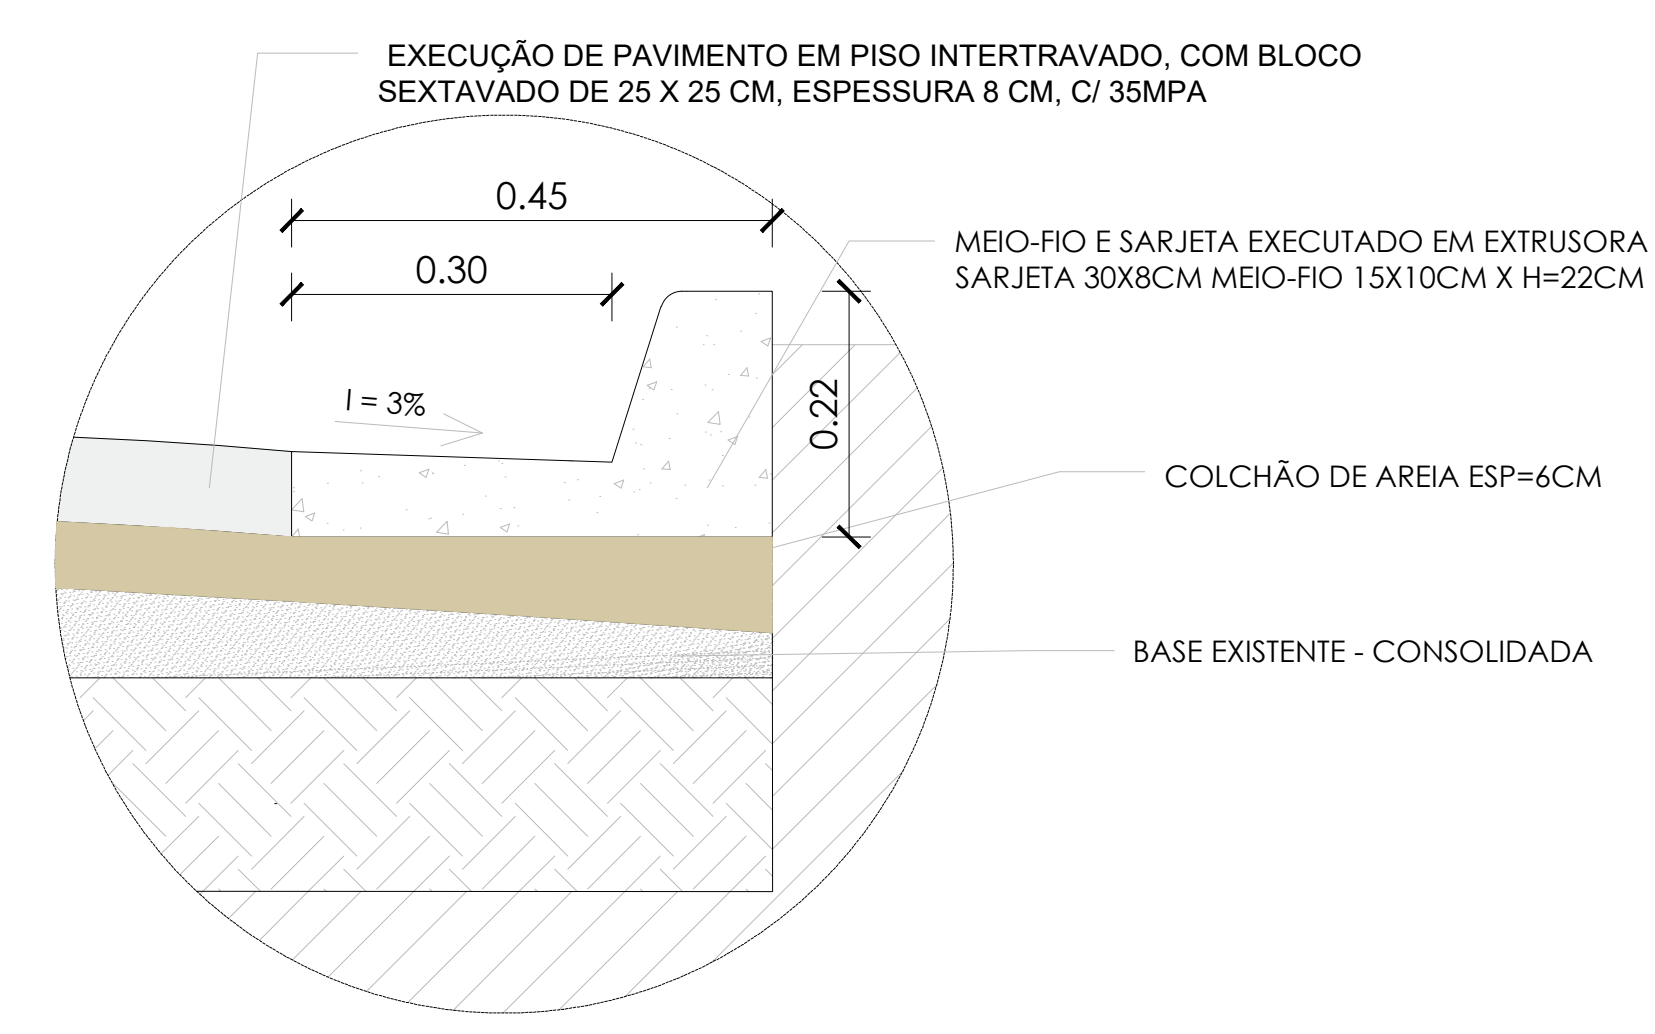 EXECUÇÃO DE PAVIMENTO EM PISO INTERTRAVADO, COM BLOCO
SEXTAVADO DE 25 X 25 CM, ESPESSURA 8 CM, C/ 35MPA
0.45
MEIO-FIO E SARJETA EXECUTADO EM EXTRUSORA
SARJETA 30X8CM MEIO-FIO 15X10CM X H=22CM
0.30
I = 3%
0.22
COLCHÃO DE AREIA ESP=6CM
BASE EXISTENTE - CONSOLIDADA